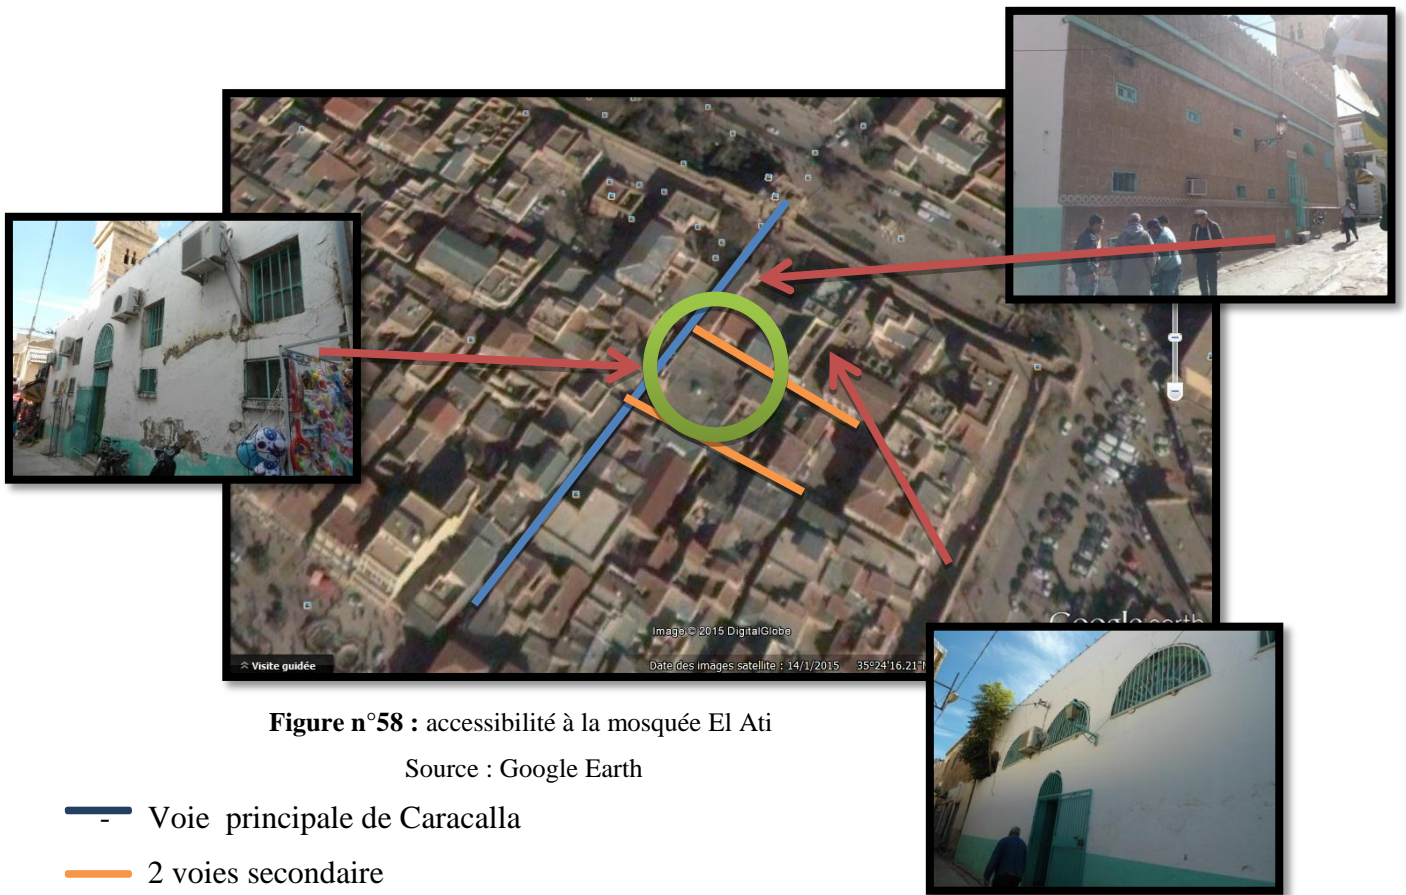 Image © 2015 DigitalGlobe
Google earth
Visite guidée
Date des images satellite : 14/1/2015 35°24'16.21"
Figure n°58 : accessibilité à la mosquée El Ati
Source : Google Earth
- Voie principale de Caracalla
2 voies secondaire